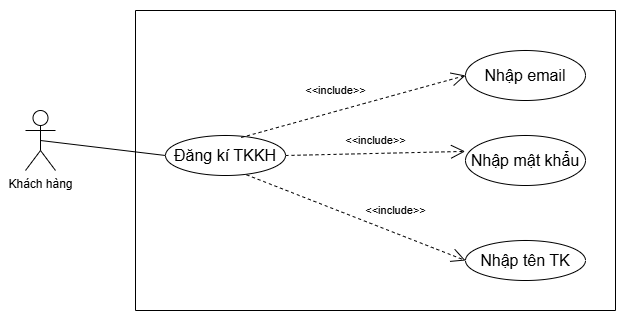 Nhập email
<<include>>
<<include>>
Đăng kí TKKH
Nhập mật khẩu
Khách hàng
<<include>>
Nhập tên TK